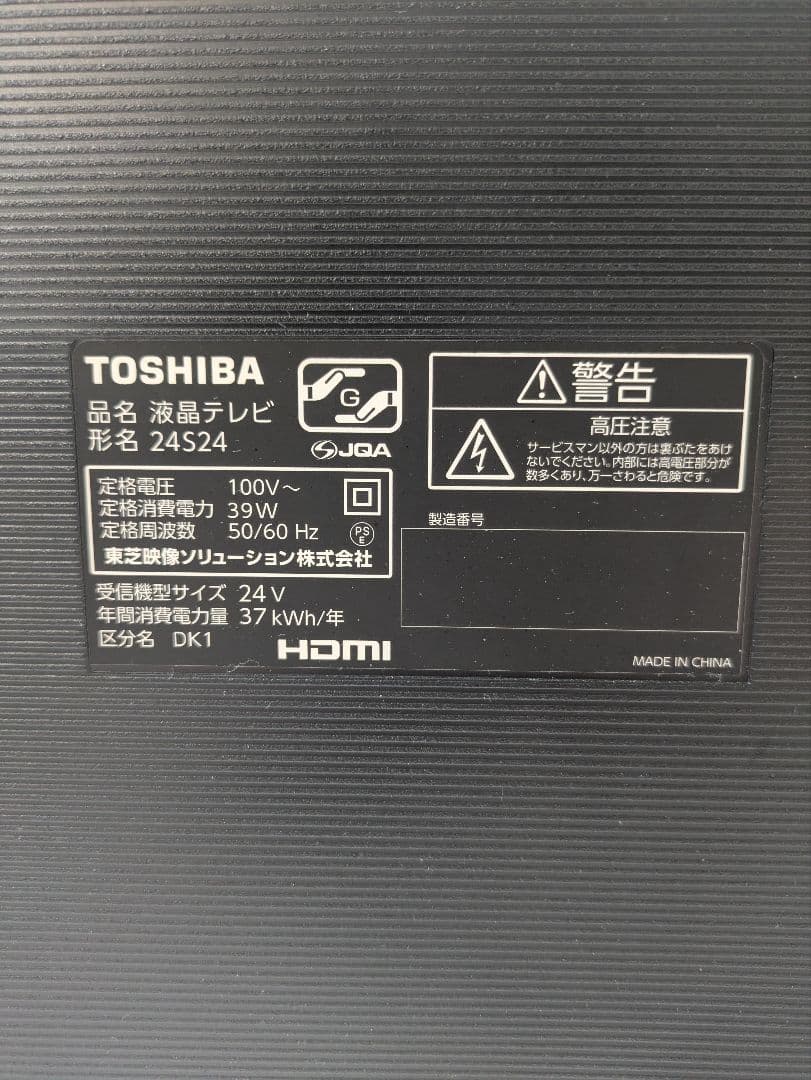 TOSHIBA
品名 液晶テレビ
形名 24S24
G
JQA
定格電圧 100V～
定格消費電力 39W
定格周波数 50/60 Hz
PS
E
東芝映像ソリューション株式会社
受信機型サイズ 24V
年間消費電力量 37kWh/年
区分名 DK1
HDMI
警告
高圧注意
サービスマン以外の方は裏ぶたをあけ
ないでください。内部には高電圧部分が
数多くあり、万一さわると危険です。
製造番号
MADE IN CHINA